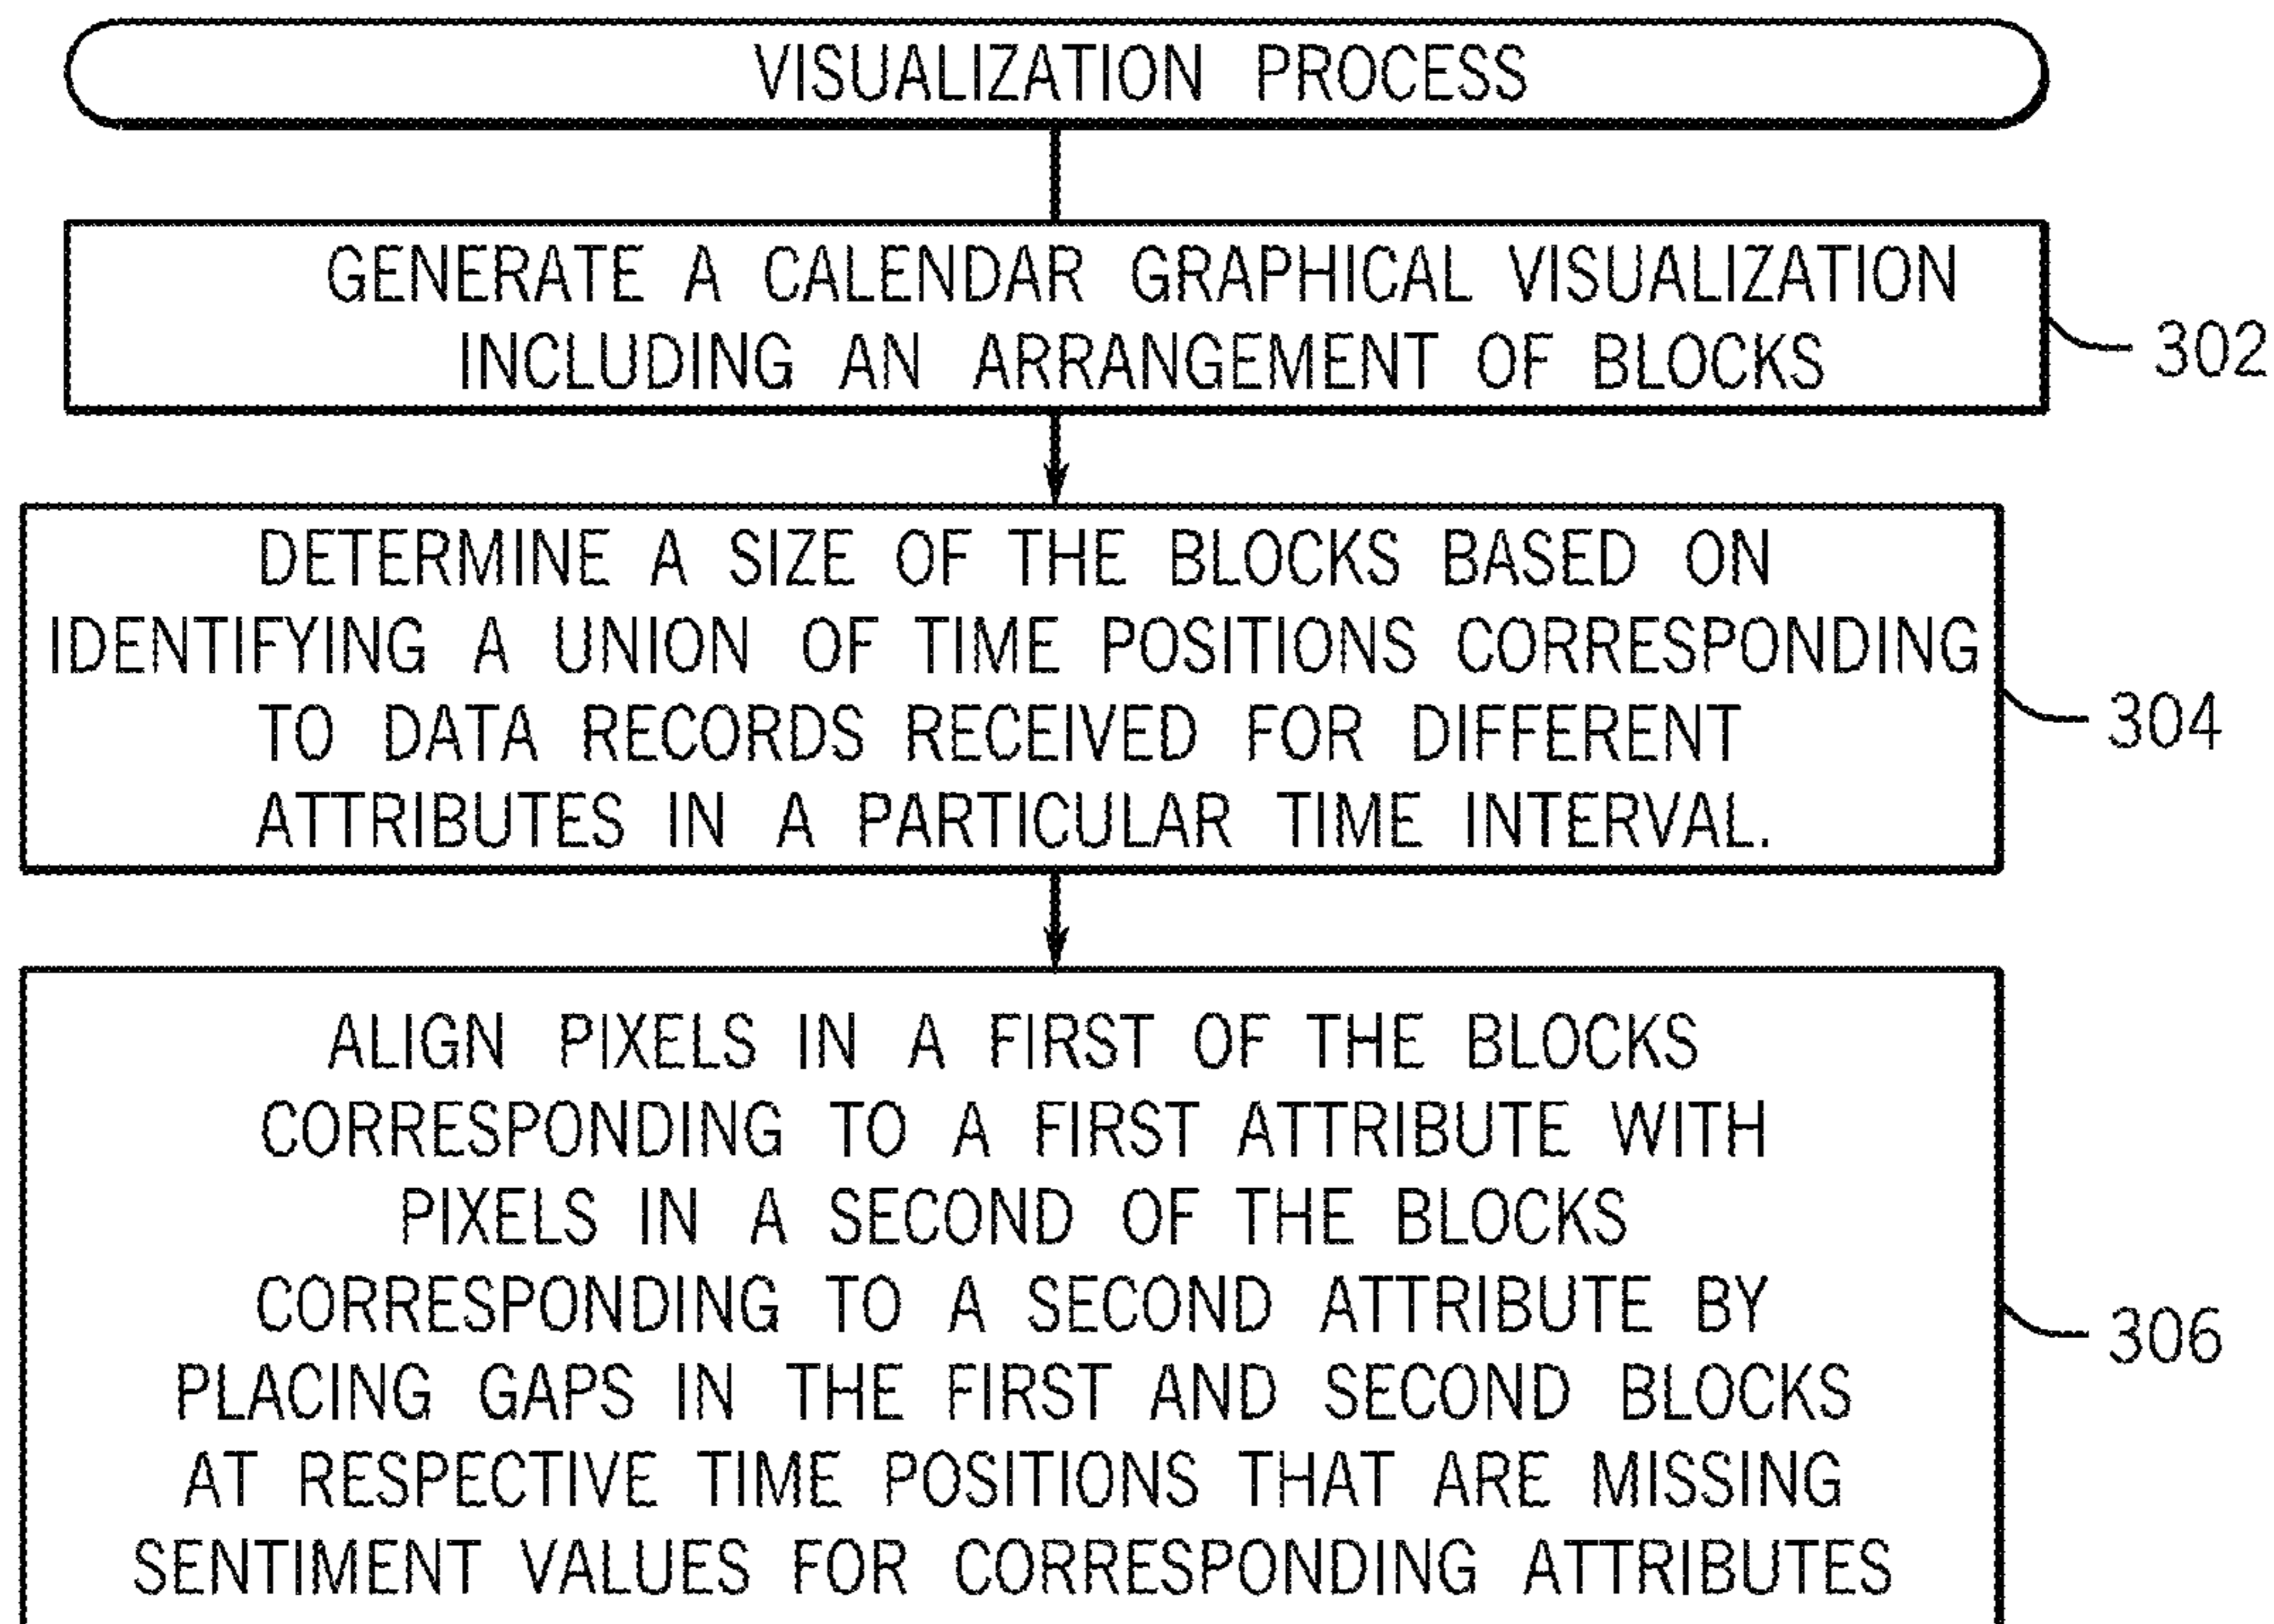 VISUALIZATION PROCESS
GENERATE A CALENDAR GRAPHICAL VISUALIZATION
INCLUDING AN ARRANGEMENT OF BLOCKS
302
DETERMINE A SIZE OF THE BLOCKS BASED ON
IDENTIFYING A UNION OF TIME POSITIONS CORRESPONDING
TO DATA RECORDS RECEIVED FOR DIFFERENT
ATTRIBUTES IN A PARTICULAR TIME INTERVAL.
304
ALIGN PIXELS IN A FIRST OF THE BLOCKS
CORRESPONDING TO A FIRST ATTRIBUTE WITH
PIXELS IN A SECOND OF THE BLOCKS
CORRESPONDING TO A SECOND ATTRIBUTE BY
PLACING GAPS IN THE FIRST AND SECOND BLOCKS
AT RESPECTIVE TIME POSITIONS THAT ARE MISSING
SENTIMENT VALUES FOR CORRESPONDING ATTRIBUTES
306